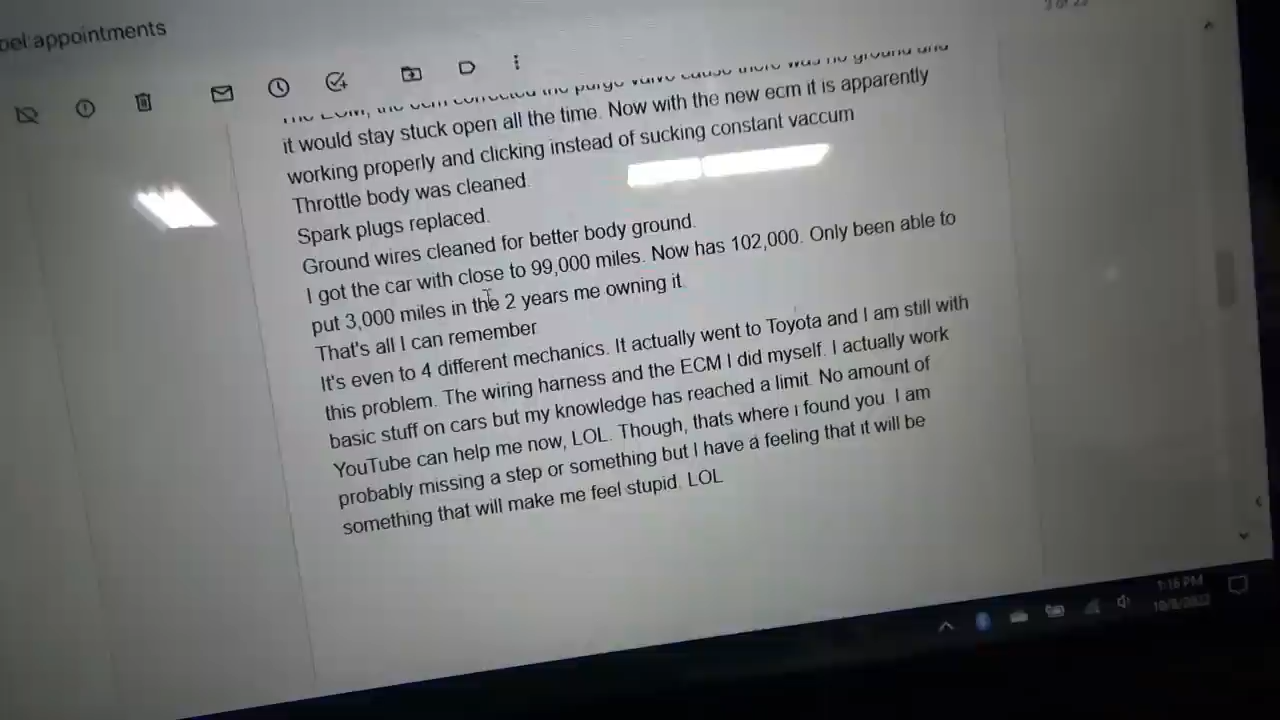 appointments
it would stay stuck open all the time. Now with the new ecm it is apparently
working properly and clicking instead of sucking constant vaccum
Throttle body was cleaned.
Spark plugs replaced.
Ground wires cleaned for better body ground.
I got the car with close to 99,000 miles. Now has 102,000. Only been able to
put 3,000 miles in the 2 years me owning it.
That's all I can remember
It's even to 4 different mechanics. It actually went to Toyota and I am still with
this problem. The wiring harness and the ECM I did myself. I actually work
basic stuff on cars but my knowledge has reached a limit. No amount of
YouTube can help me now, LOL. Though, thats where i found you. I am
probably missing a step or something but I have a feeling that it will be
something that will make me feel stupid. LOL
1:16 PM